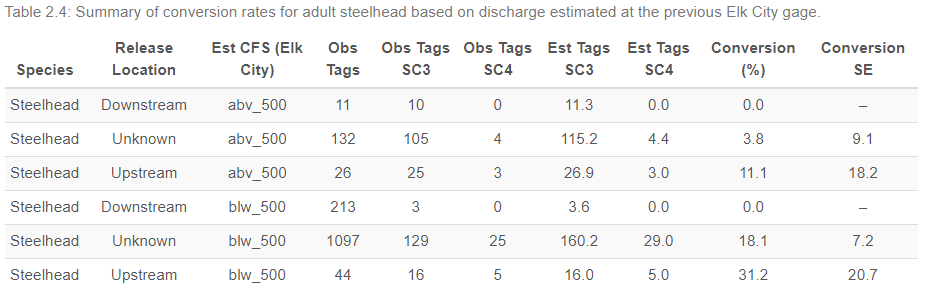 Table 2.4: Summary of conversion rates for adult steelhead based on discharge estimated at the previous Elk City gage.
Species Release Location Est CFS (Elk City) Obs Tags Obs Tags SC3 Obs Tags SC4 Est Tags SC3 Est Tags SC4 Conversion (%) Conversion SE
Steelhead Downstream abv_500 11 10 0 11.3 0.0 0.0 –
Steelhead Unknown abv_500 132 105 4 115.2 4.4 3.8 9.1
Steelhead Upstream abv_500 26 25 3 26.9 3.0 11.1 18.2
Steelhead Downstream blw_500 213 3 0 3.6 0.0 0.0 –
Steelhead Unknown blw_500 1097 129 25 160.2 29.0 18.1 7.2
Steelhead Upstream blw_500 44 16 5 16.0 5.0 31.2 20.7